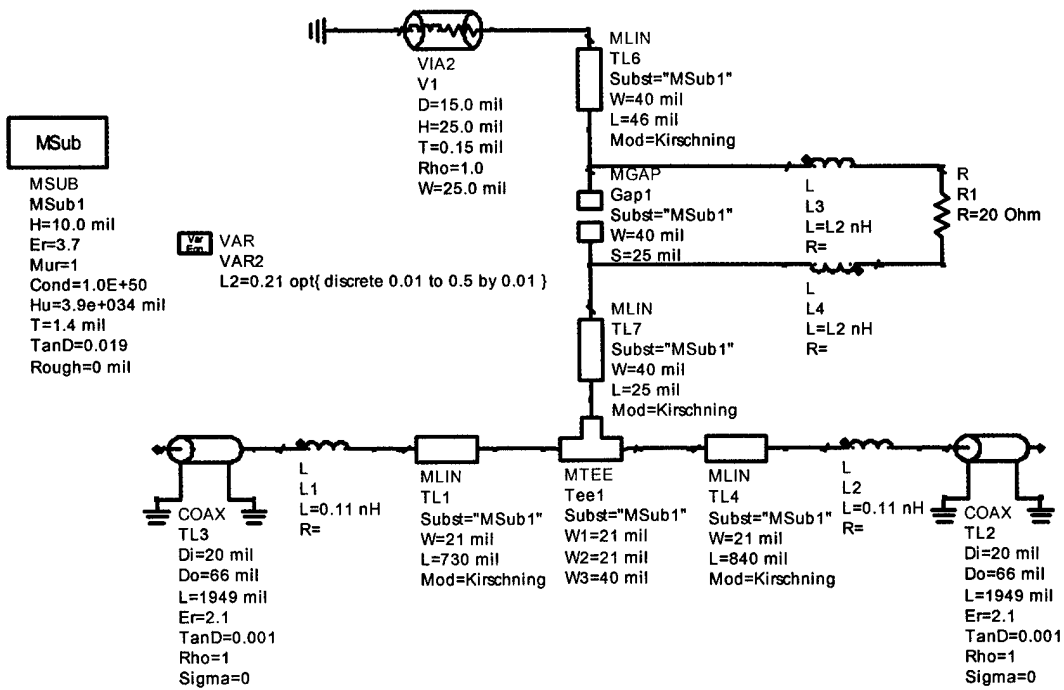 VIA2
V1
D=15.0 mil
H=25.0 mil
T=0.15 mil
Rho=1.0
W=25.0 mil
MLIN
TL6
Subst="MSub1"
W=40 mil
L=46 mil
Mod=Kirschning
MSub
MSUB
MSub1
H=10.0 mil
Er=3.7
Mur=1
Cond=1.0E+50
Hu=3.9e+034 mil
T=1.4 mil
TanD=0.019
Rough=0 mil
Var
Eqn
VAR
VAR2
L2=0.21 opt{ discrete 0.01 to 0.5 by 0.01 }
MGAP
Gap1
Subst="MSub1"
W=40 mil
S=25 mil
L
L3
L=L2 nH
R=
R
R1
R=20 Ohm
L
L4
L=L2 nH
R=
MLIN
TL7
Subst="MSub1"
W=40 mil
L=25 mil
Mod=Kirschning
COAX
TL3
Di=20 mil
Do=66 mil
L=1949 mil
Er=2.1
TanD=0.001
Rho=1
Sigma=0
L
L1
L=0.11 nH
R=
MLIN
TL1
Subst="MSub1"
W=21 mil
L=730 mil
Mod=Kirschning
MTEE
Tee1
Subst="MSub1"
W1=21 mil
W2=21 mil
W3=40 mil
MLIN
TL4
Subst="MSub1"
W=21 mil
L=840 mil
Mod=Kirschning
L
L2
L=0.11 nH
R=
COAX
TL2
Di=20 mil
Do=66 mil
L=1949 mil
Er=2.1
TanD=0.001
Rho=1
Sigma=0